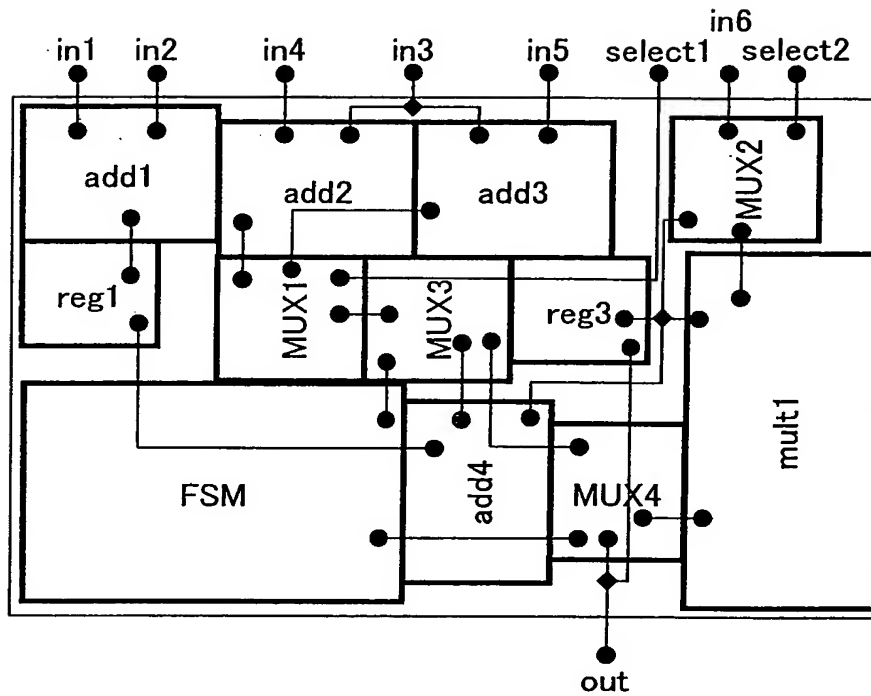 in6
in1 in2 in4 in3 in5 select1 select2
add1
add2
add3
MUX2
reg1
MUX1
MUX3
reg3
FSM
add4
MUX4
mult1
out